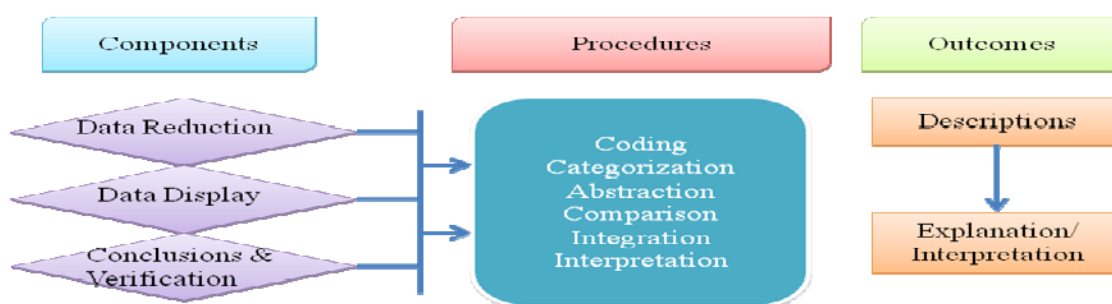 Components
Procedures
Outcomes
Data Reduction
Data Display
Conclusions &
Verification
Coding
Categorization
Abstraction
Comparison
Integration
Interpretation
Descriptions
Explanation/
Interpretation